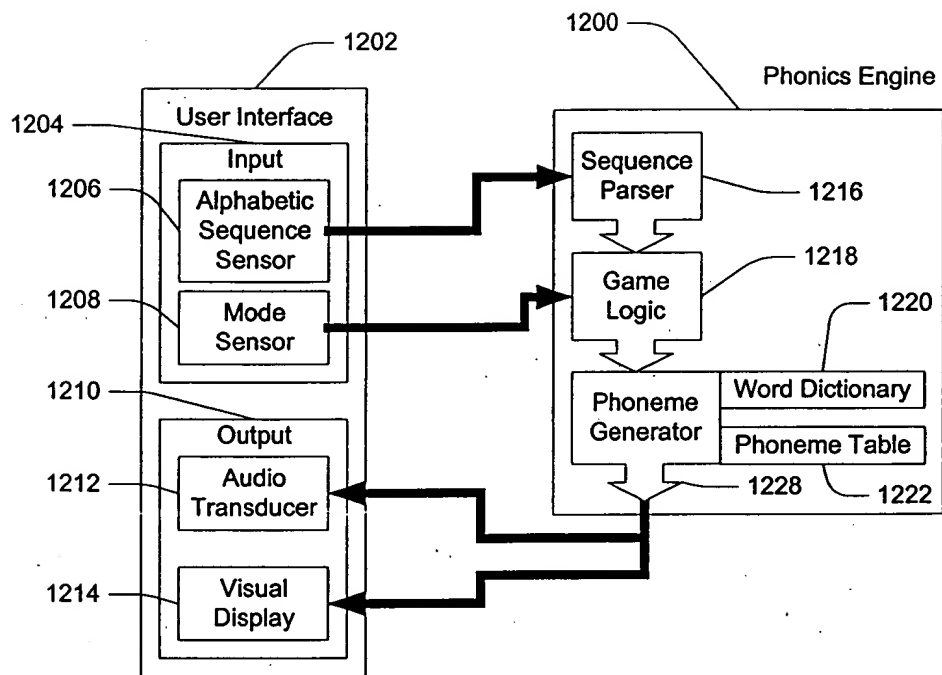 1202
1200
Phonics Engine
User Interface
1204
Input
1206
Alphabetic
Sequence
Sensor
Sequence
Parser
1216
1208
Mode
Sensor
Game
Logic
1218
1220
1210
Output
Phoneme
Generator
Word Dictionary
Phoneme Table
1212
Audio
Transducer
1228
1222
1214
Visual
Display